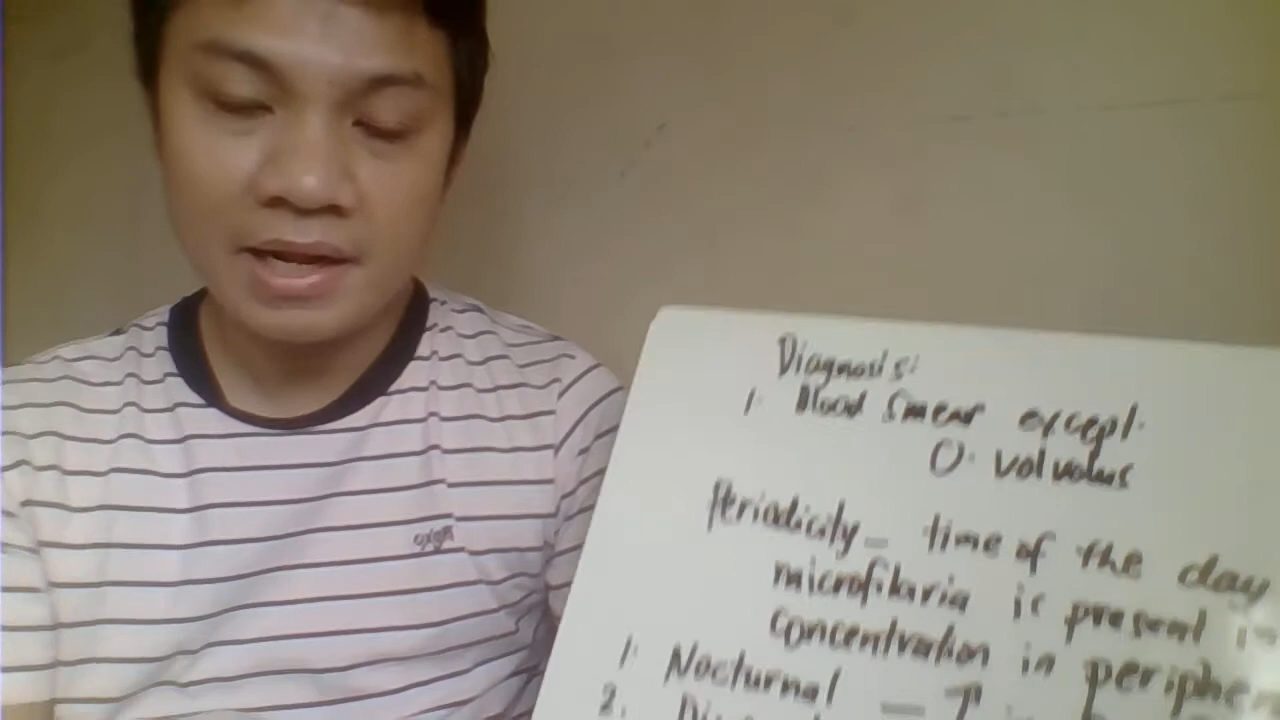 Diagnosis:
1. Blood smear except
O. volvulus
Periodicity - time of the day
microfilaria is present
concentration in peripher
1. Nocturnal - ↑
2.
oxgn